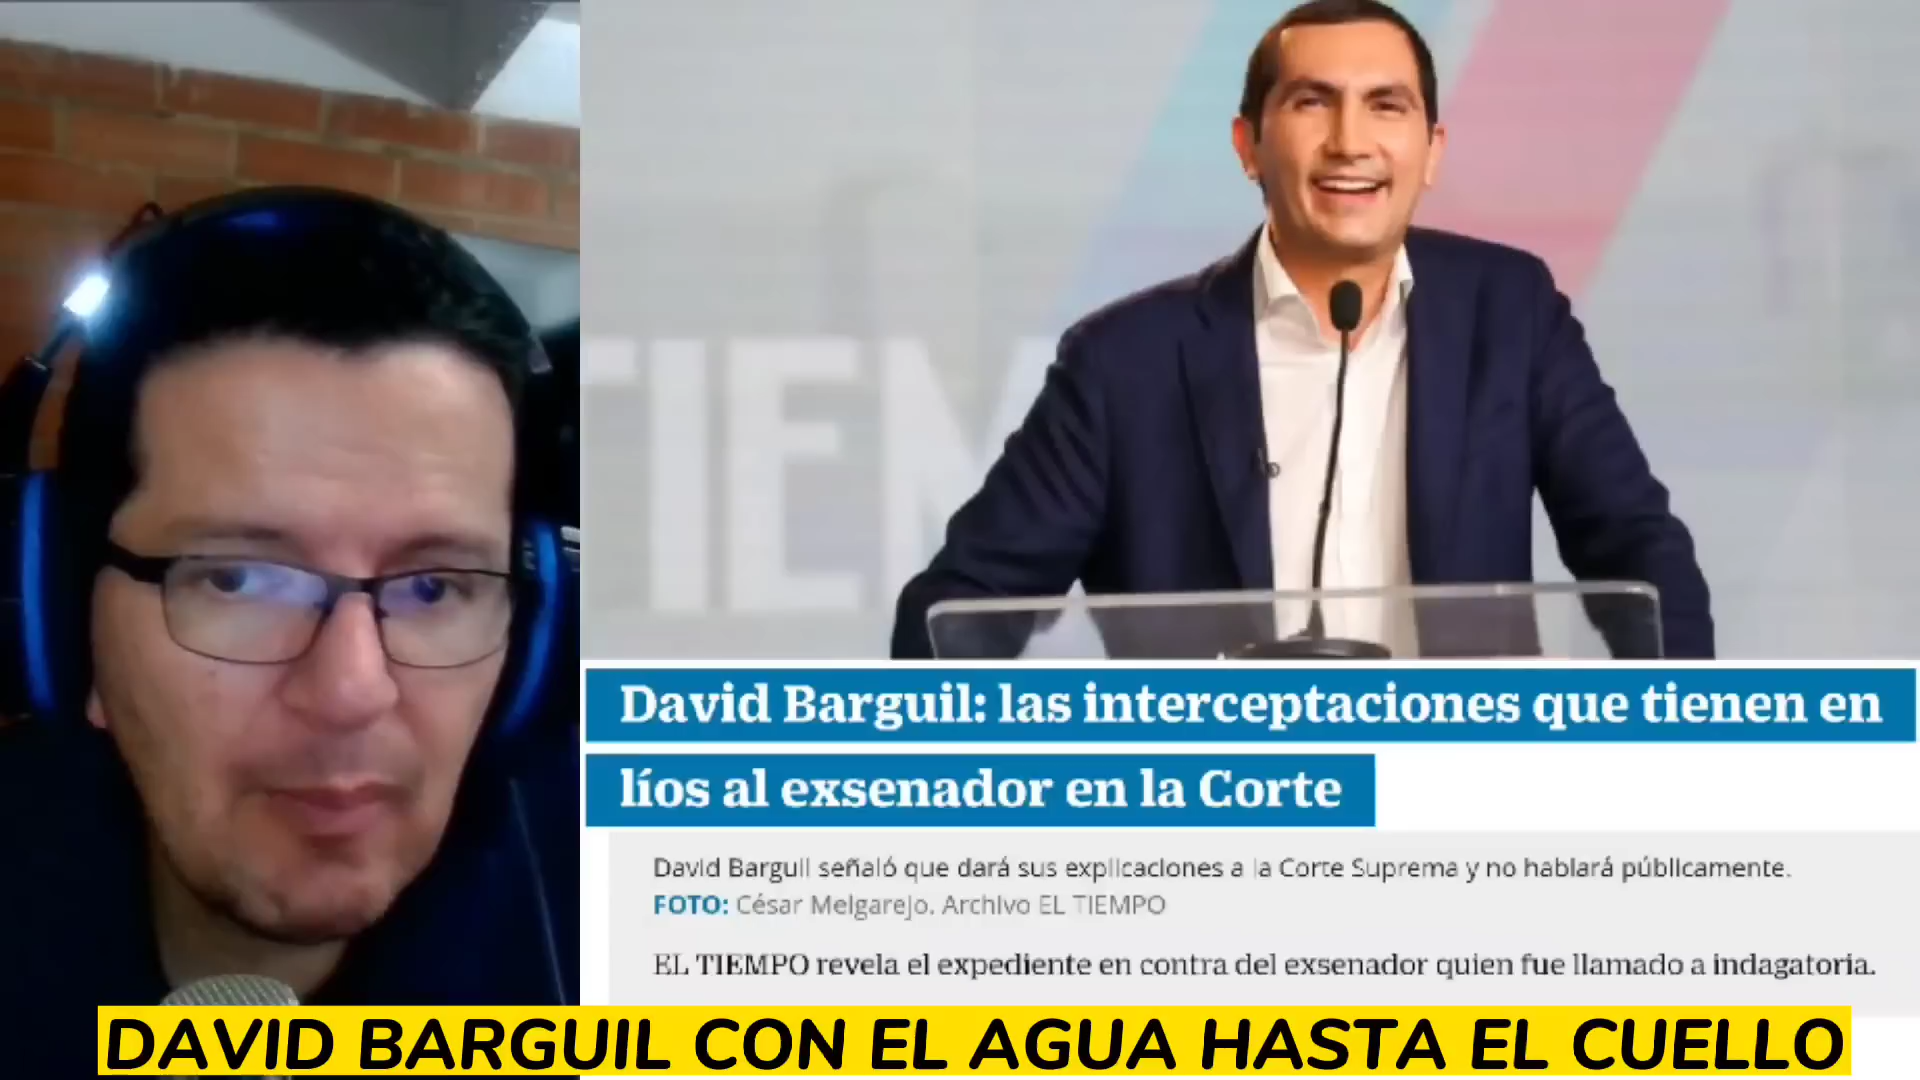 TIEM
David Barguil: las interceptaciones que tienen en
líos al exsenador en la Corte
David Barguil señaló que dará sus explicaciones a la Corte Suprema y no hablará públicamente.
FOTO: César Melgarejo. Archivo EL TIEMPO
EL TIEMPO revela el expediente en contra del exsenador quien fue llamado a indagatoria.
DAVID BARGUIL CON EL AGUA HASTA EL CUELLO